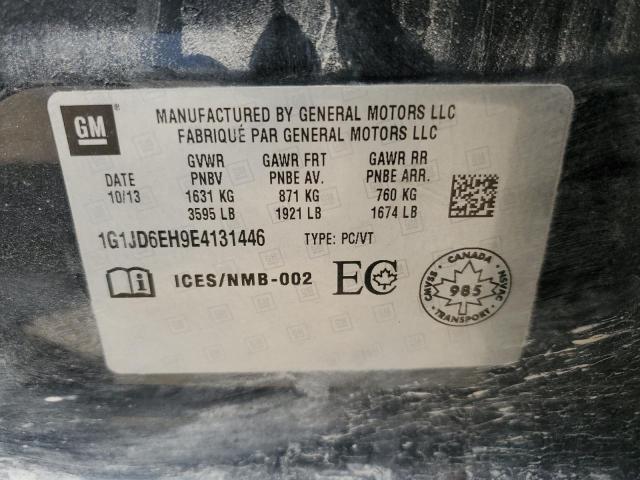 GM ®
MANUFACTURED BY GENERAL MOTORS LLC
FABRIQUÉ PAR GENERAL MOTORS LLC
GVWR GAWR FRT GAWR RR
DATE PNBV PNBE AV. PNBE ARR.
10/13 1631 KG 871 KG 760 KG
3595 LB 1921 LB 1674 LB
1G1JD6EH9E4131446 TYPE: PC/VT
i ICES/NMB-002 EC
CANADA
CMVSS 985 NSVAC
TRANSPORT